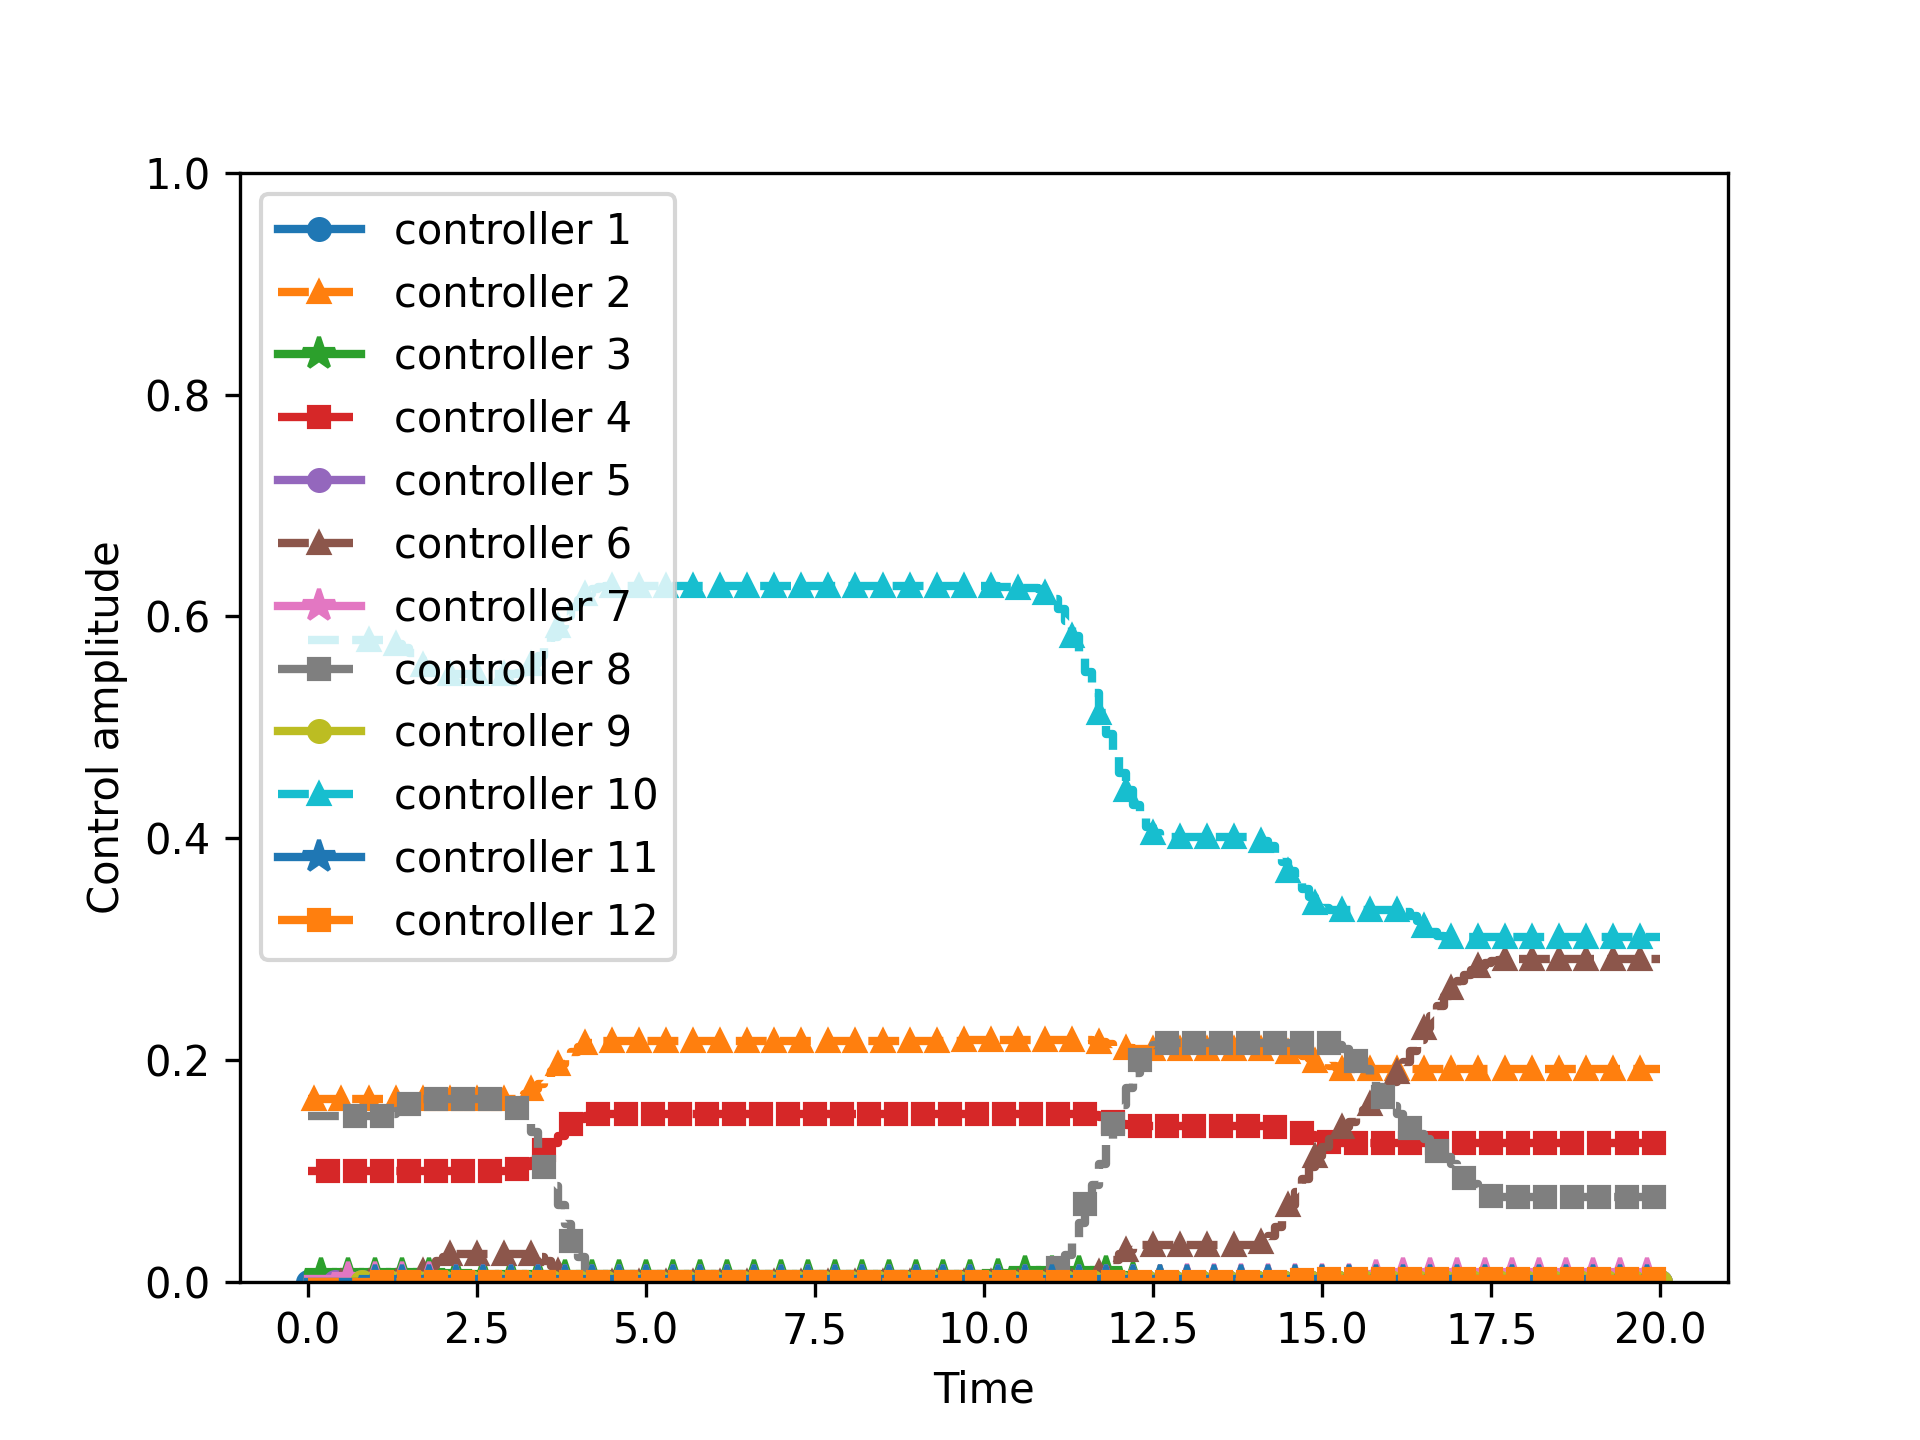 1.0
0.8
0.6
0.4
0.2
0.0
Control amplitude
controller 1
controller 2
controller 3
controller 4
controller 5
controller 6
controller 7
controller 8
controller 9
controller 10
controller 11
controller 12
0.0 2.5 5.0 7.5 10.0 12.5 15.0 17.5 20.0
Time